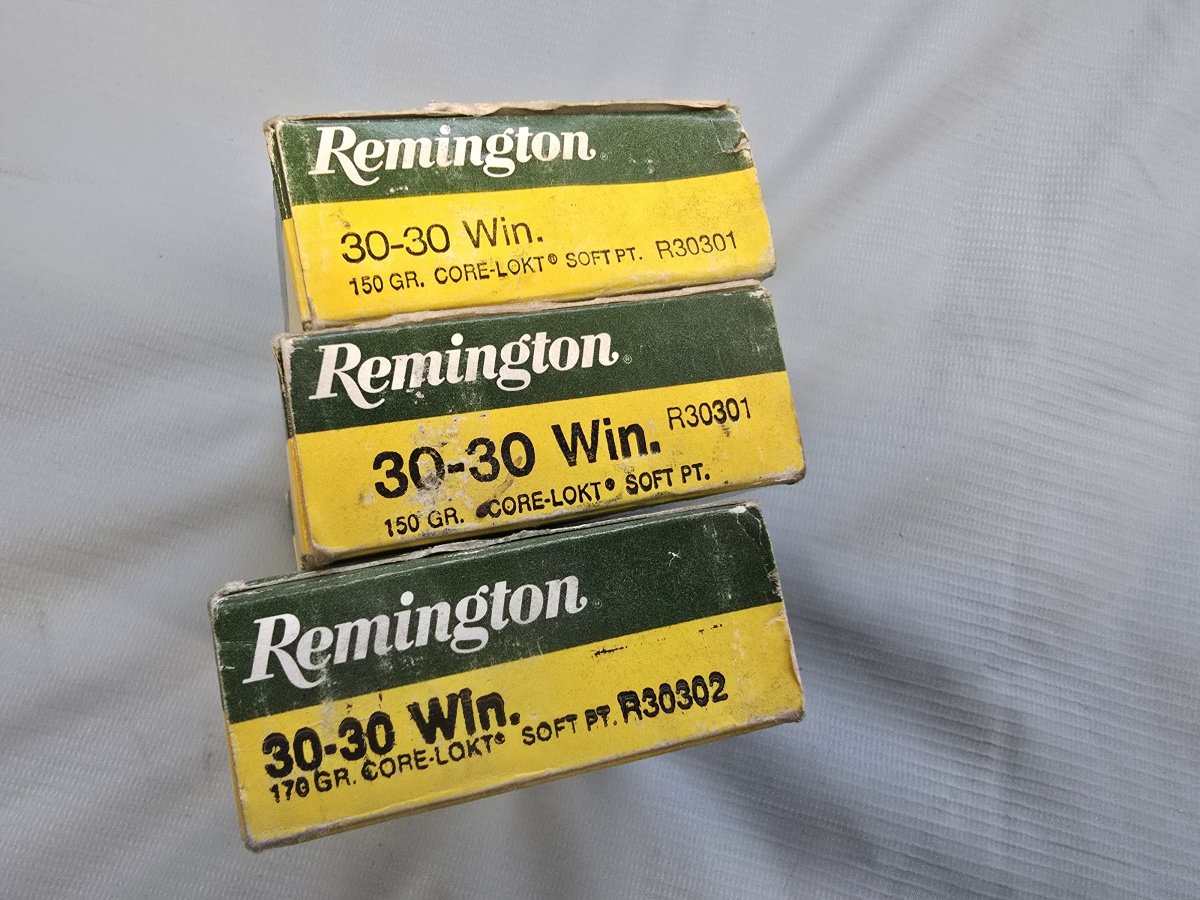 Remington®
30-30 Win.
150 GR. CORE-LOKT® SOFT PT. R30301
Remington®
30-30 Win. R30301
150 GR. CORE-LOKT® SOFT PT.
Remington®
30-30 Win.
170 GR. CORE-LOKT® SOFT PT. R30302